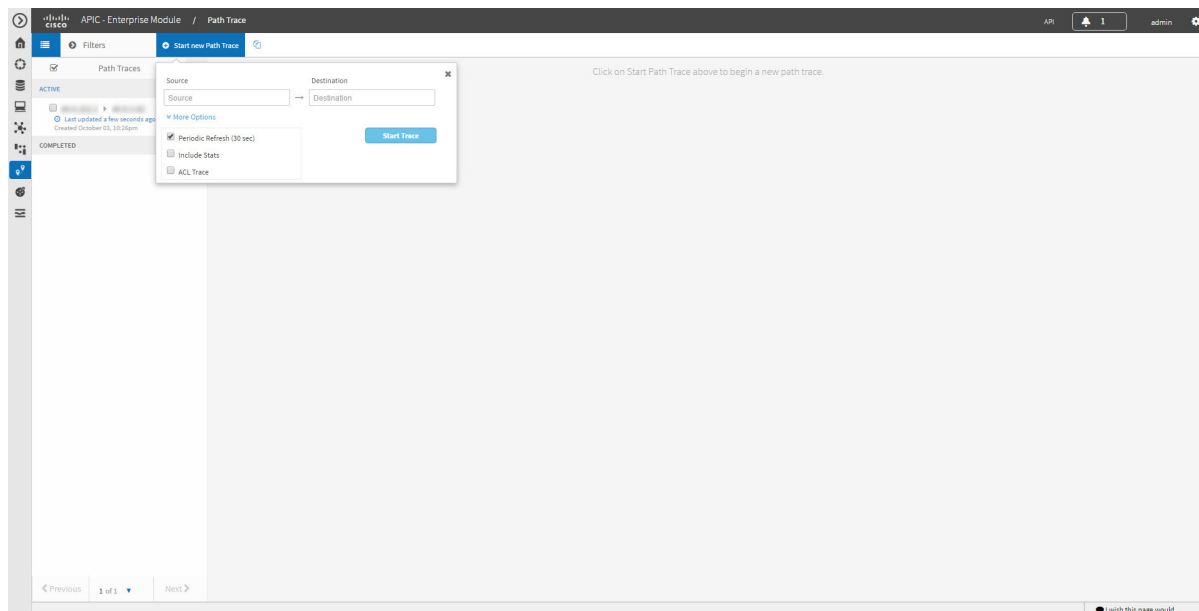 CISCO APIC - Enterprise Module / Path Trace API 1 admin
Filters Start new Path Trace
Path Traces
Click on Start Path Trace above to begin a new path trace.
ACTIVE
Last updated a few seconds ago
Created October 03, 10:26pm
COMPLETED
Source Destination
Source → Destination
More Options
Periodic Refresh (30 sec) Start Trace
Include Stats
ACL Trace
Previous 1 of 1 Next
I wish this page would